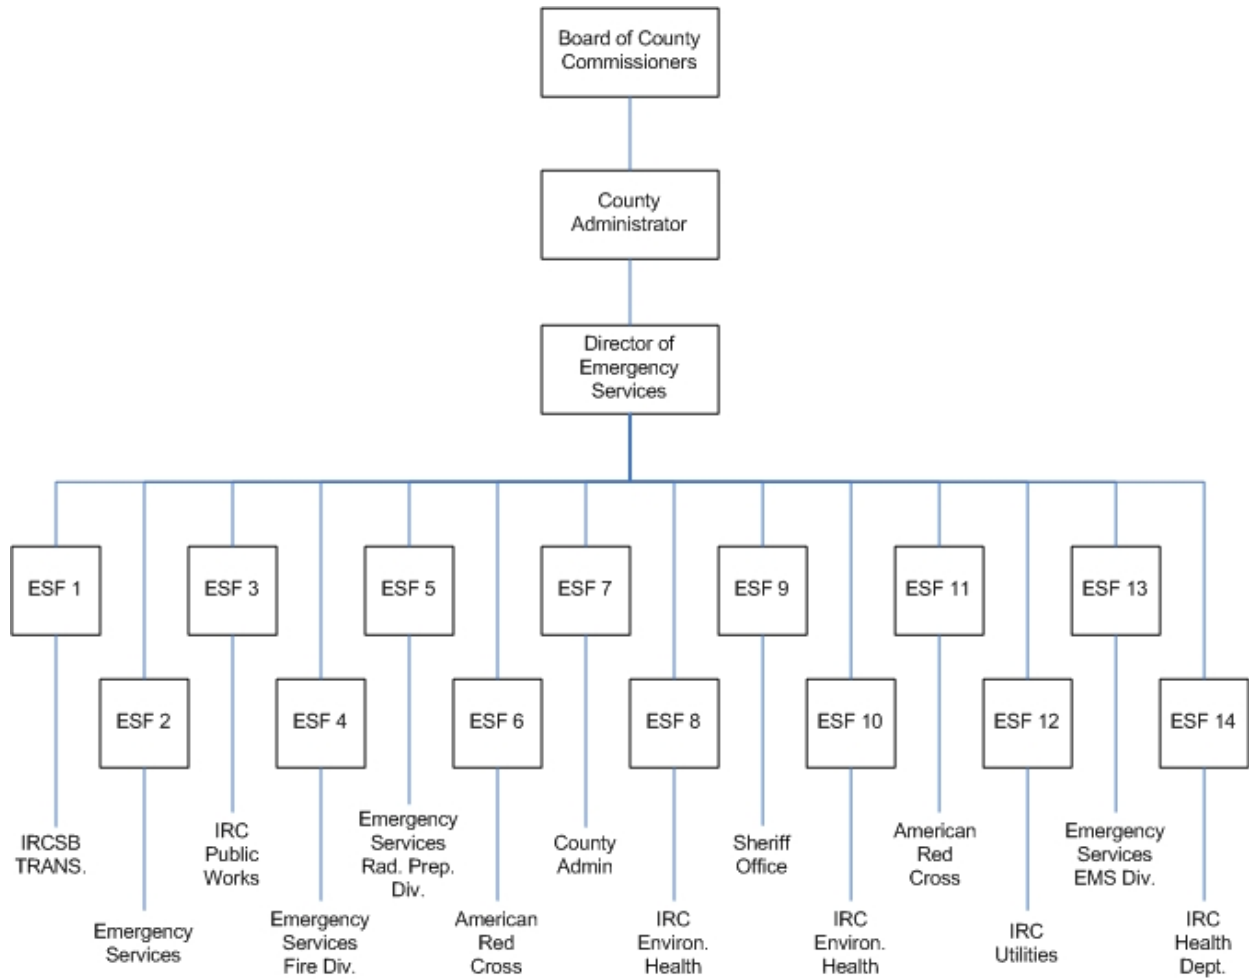 Board of County
Commissioners
County
Administrator
Director of
Emergency
Services
ESF 1
ESF 3
ESF 5
ESF 7
ESF 9
ESF 11
ESF 13
ESF 2
ESF 4
ESF 6
ESF 8
ESF 10
ESF 12
ESF 14
IRCSB
TRANS.
IRC
Public
Works
Emergency
Services
Rad. Prep.
Div.
County
Admin
Sheriff
Office
American
Red
Cross
Emergency
Services
EMS Div.
Emergency
Services
Emergency
Services
Fire Div.
American
Red
Cross
IRC
Environ.
Health
IRC
Environ.
Health
IRC
Utilities
IRC
Health
Dept.